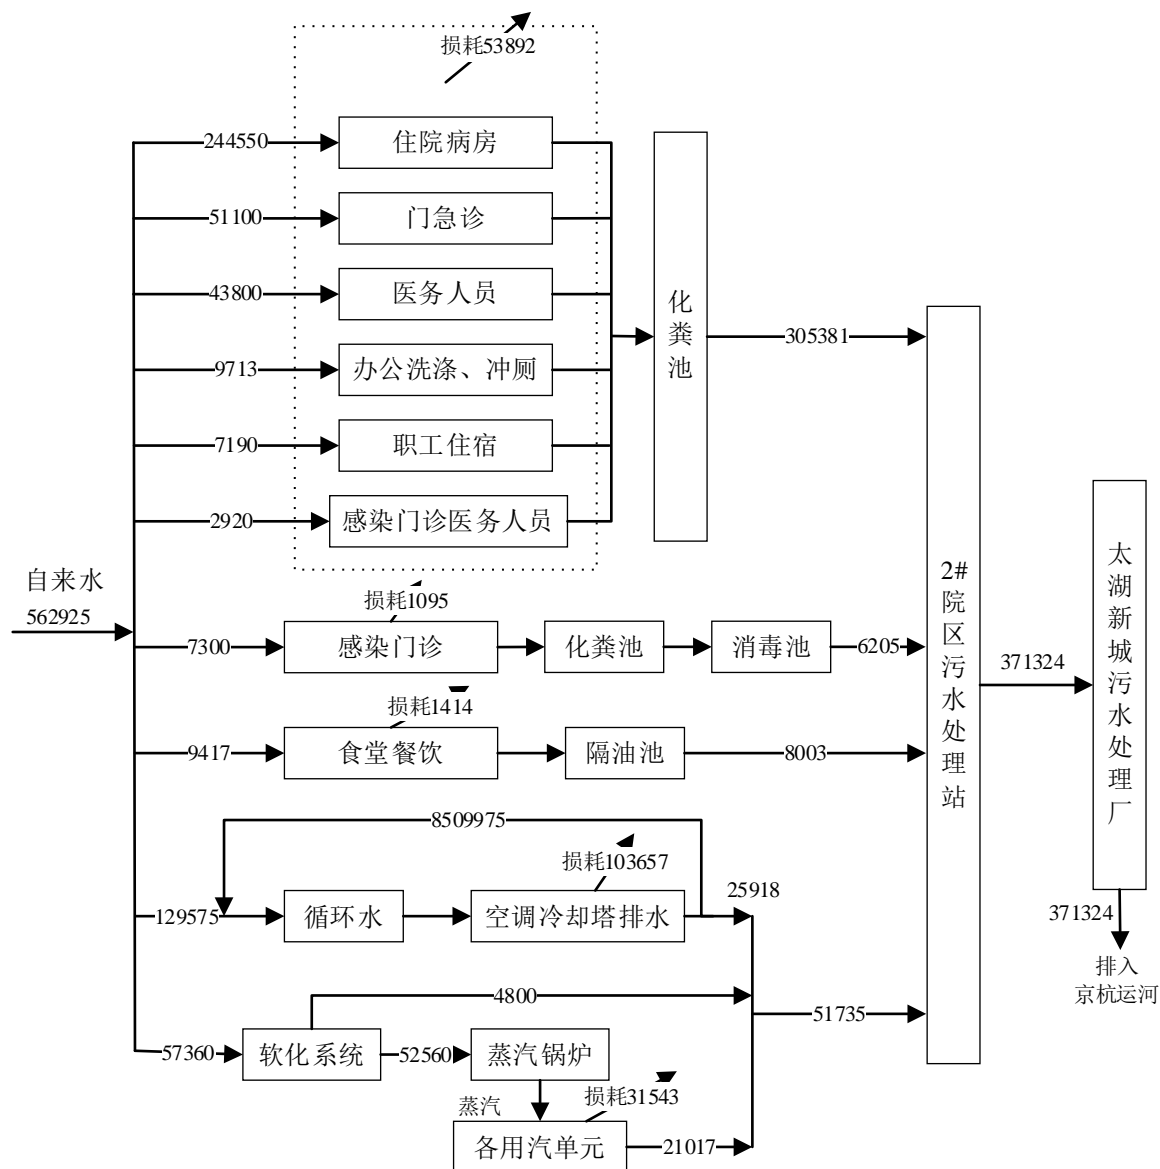 损耗53892
244550
住院病房
51100
门急诊
43800
医务人员
9713
办公洗涤、冲厕
7190
职工住宿
2920
感染门诊医务人员
化粪池
305381
自来水
562925
损耗1095
7300
感染门诊
化粪池
消毒池
6205
损耗1414
9417
食堂餐饮
隔油池
8003
2#院区污水处理站
371324
太湖新城污水处理厂
371324
排入
京杭运河
8509975
损耗103657
129575
循环水
空调冷却塔排水
25918
4800
51735
57360
软化系统
52560
蒸汽锅炉
蒸汽
损耗31543
各用汽单元
21017